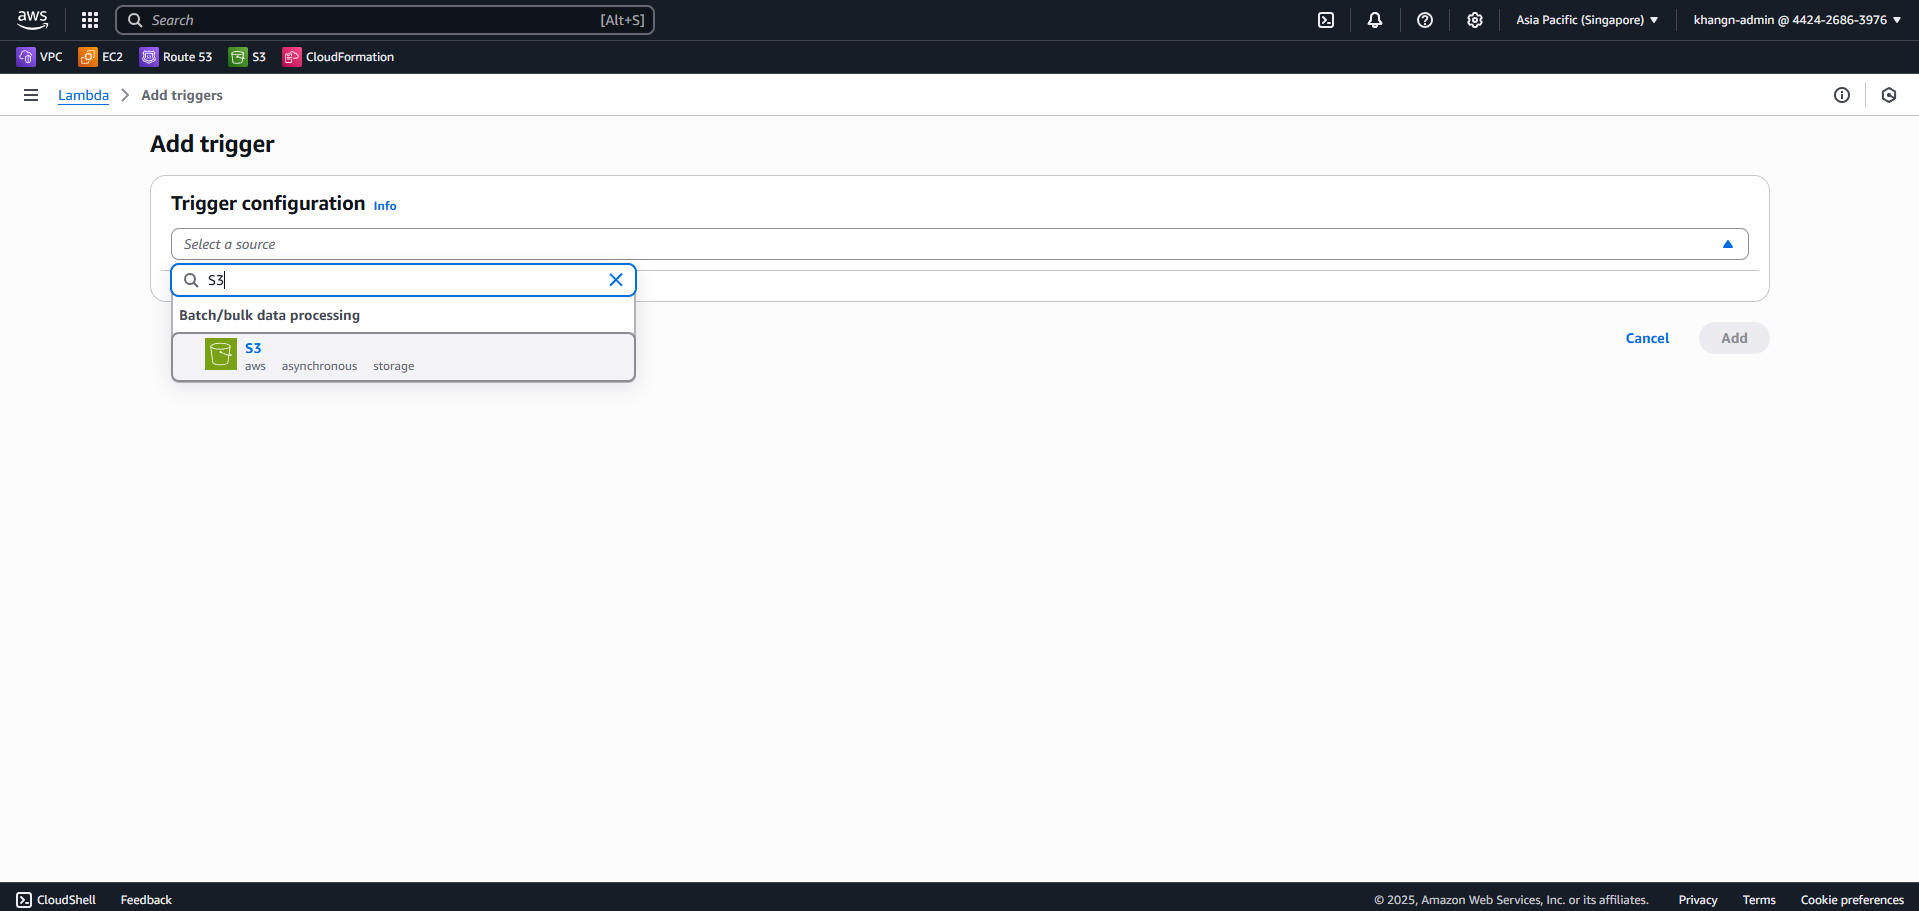 aws
Search [Alt+S]
Asia Pacific (Singapore)
khangn-admin @ 4424-2686-3976
VPC
EC2
Route 53
S3
CloudFormation
Lambda
Add triggers
Add trigger
Trigger configuration Info
Select a source
S3
Batch/bulk data processing
S3
aws asynchronous storage
Cancel
Add
CloudShell
Feedback
© 2025, Amazon Web Services, Inc. or its affiliates.
Privacy
Terms
Cookie preferences